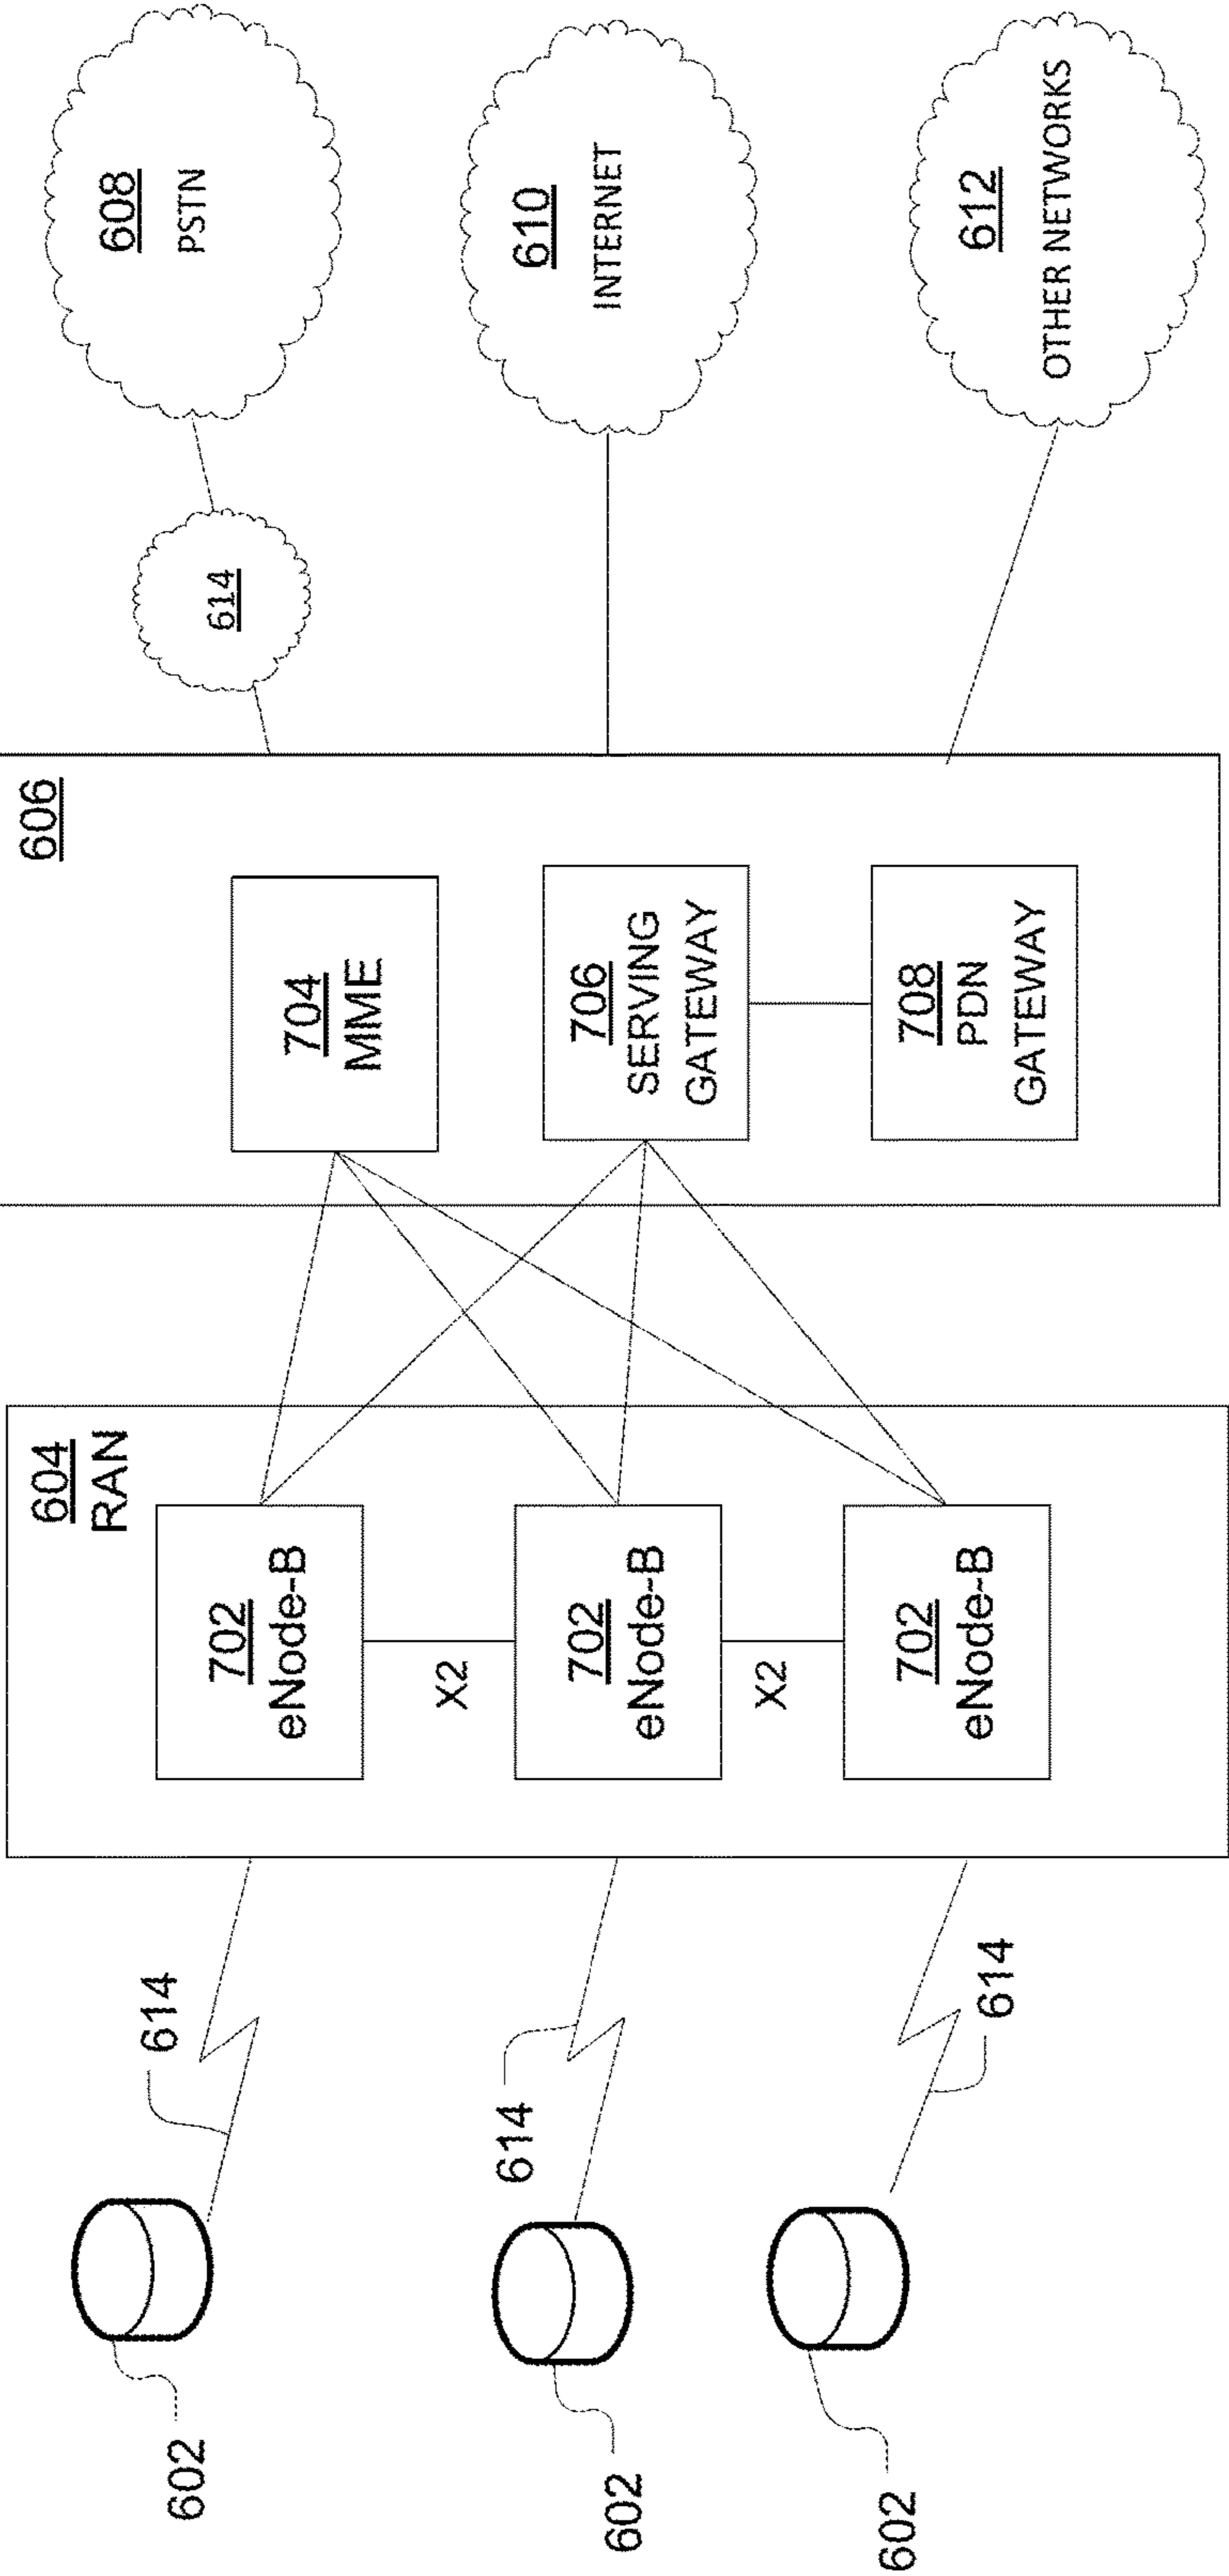 602
614
602
614
602
614
604
RAN
702
eNode-B
X2
702
eNode-B
X2
702
eNode-B
606
704
MME
706
SERVING
GATEWAY
708
PDN
GATEWAY
614
608
PSTN
610
INTERNET
612
OTHER NETWORKS